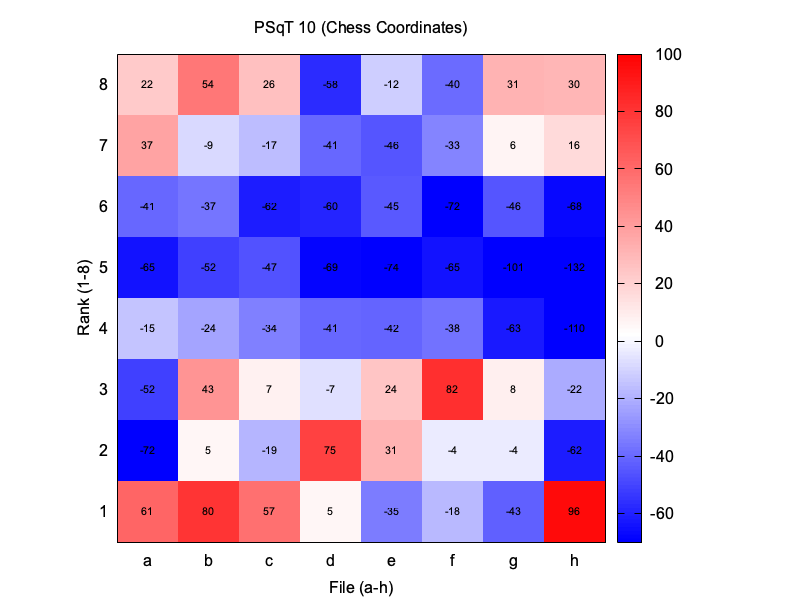 PSqT 10 (Chess Coordinates)
100
8 22 54 26 -58 -12 -40 31 30
80
7 37 -9 -17 -41 -46 -33 6 16
60
6 -41 -37 -62 -60 -45 -72 -46 -68
40
5 -65 -52 -47 -69 -74 -65 -101 -132
20
Rank (1-8)
4 -15 -24 -34 -41 -42 -38 -63 -110
0
3 -52 43 7 -7 24 82 8 -22
-20
2 -72 5 -19 75 31 -4 -4 -62
-40
1 61 80 57 5 -35 -18 -43 96
-60
a b c d e f g h
File (a-h)